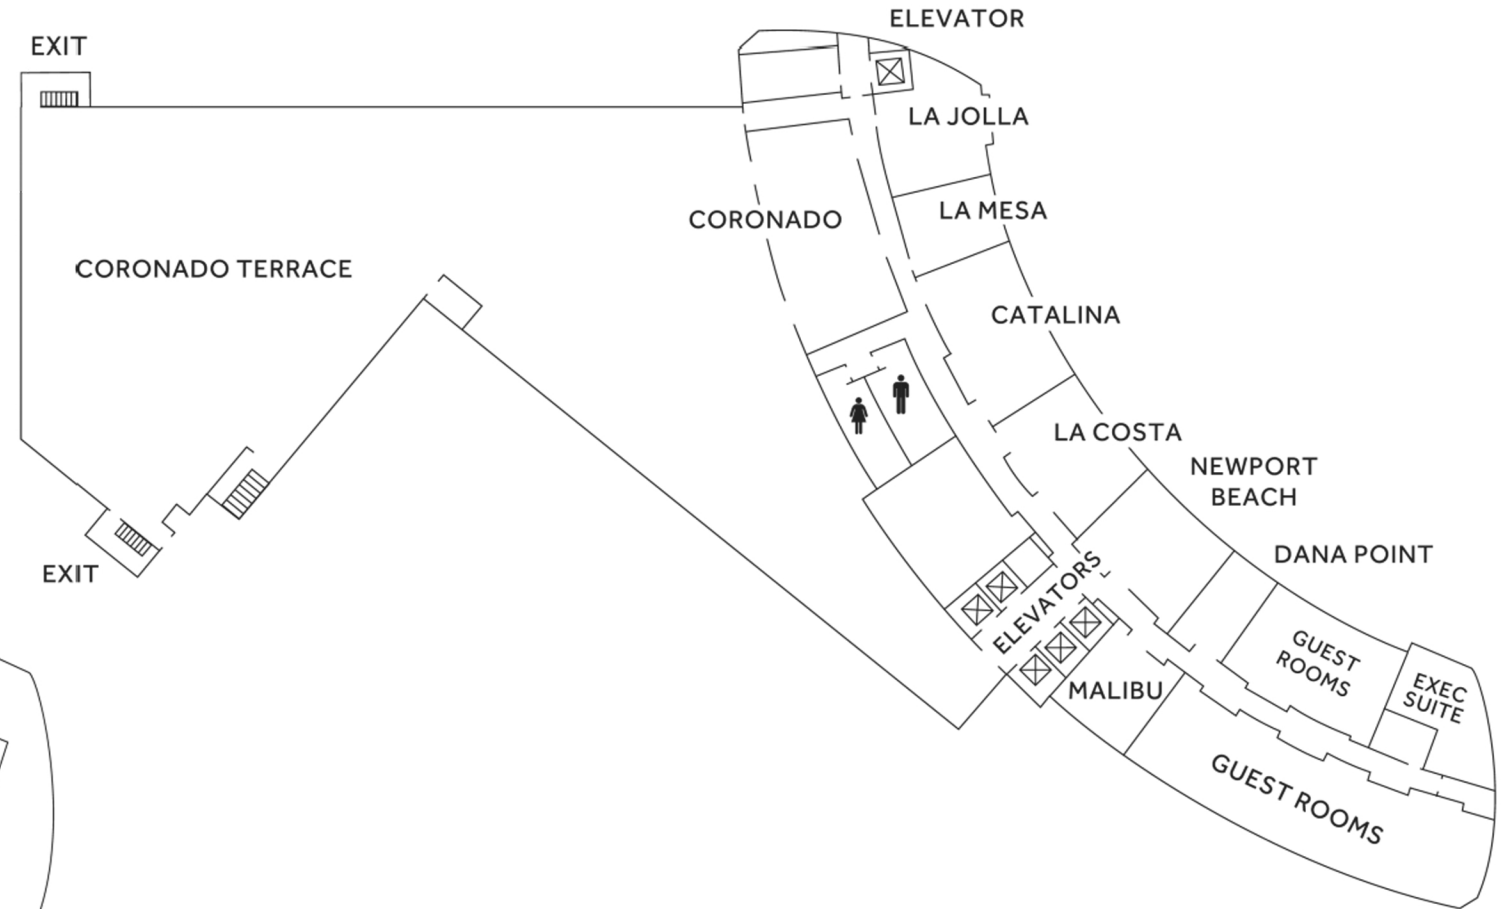 ELEVATOR
EXIT
LA JOLLA
LA MESA
CORONADO
CORONADO TERRACE
CATALINA
LA COSTA
NEWPORT
BEACH
DANA POINT
EXIT
ELEVATORS
GUEST
ROOMS
EXEC
SUITE
MALIBU
GUEST ROOMS